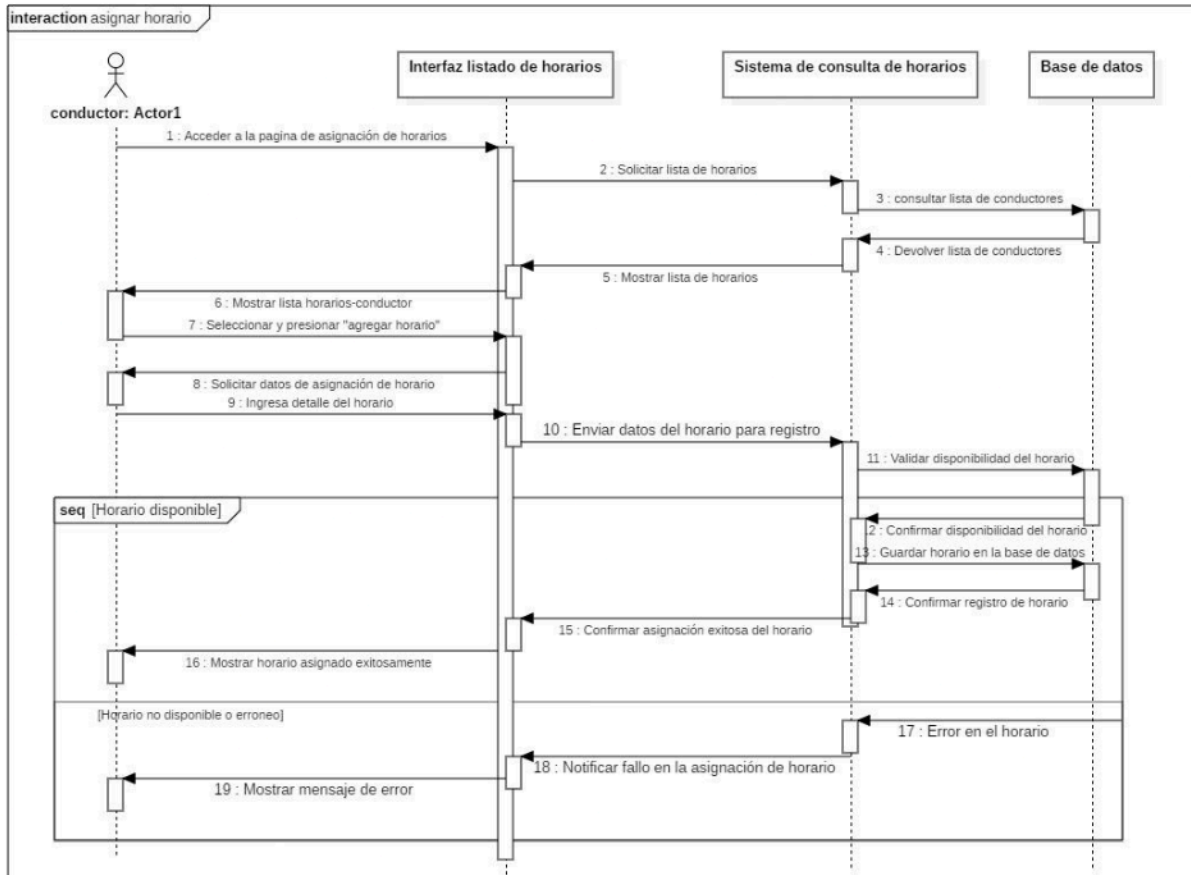 interaction asignar horario
conductor: Actor1
Interfaz listado de horarios
Sistema de consulta de horarios
Base de datos
1 : Acceder a la pagina de asignación de horarios
2 : Solicitar lista de horarios
3 : consultar lista de conductores
4 : Devolver lista de conductores
5 : Mostrar lista de horarios
6 : Mostrar lista horarios-conductor
7 : Seleccionar y presionar "agregar horario"
8 : Solicitar datos de asignación de horario
9 : Ingresa detalle del horario
10 : Enviar datos del horario para registro
11 : Validar disponibilidad del horario
seq [Horario disponible]
12 : Confirmar disponibilidad del horario
13 : Guardar horario en la base de datos
14 : Confirmar registro de horario
15 : Confirmar asignación exitosa del horario
16 : Mostrar horario asignado exitosamente
[Horario no disponible o erroneo]
17 : Error en el horario
18 : Notificar fallo en la asignación de horario
19 : Mostrar mensaje de error